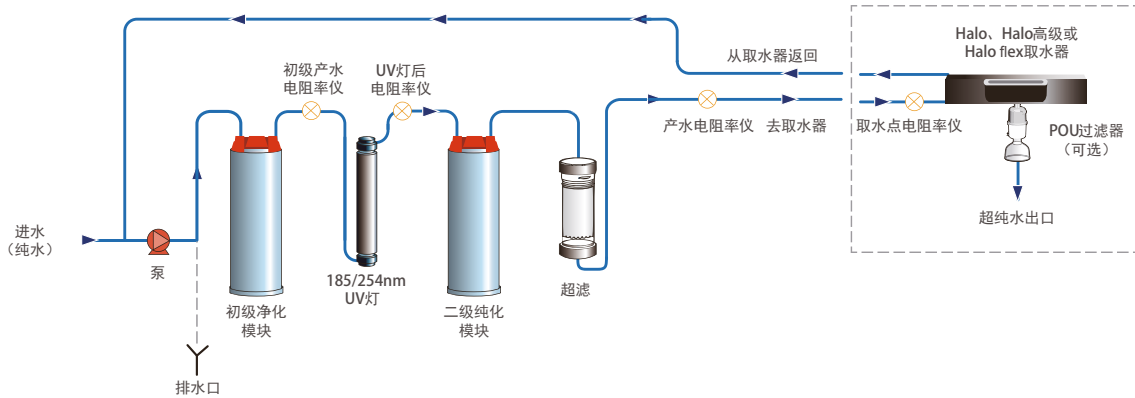 Halo、Halo高级或
Halo flex取水器
从取水器返回
初级产水
电阻率仪
UV灯后
电阻率仪
产水电阻率仪
去取水器
取水点电阻率仪
POU过滤器
（可选）
超纯水出口
进水
（纯水）
泵
185/254nm
UV灯
超滤
初级净化
模块
二级纯化
模块
排水口